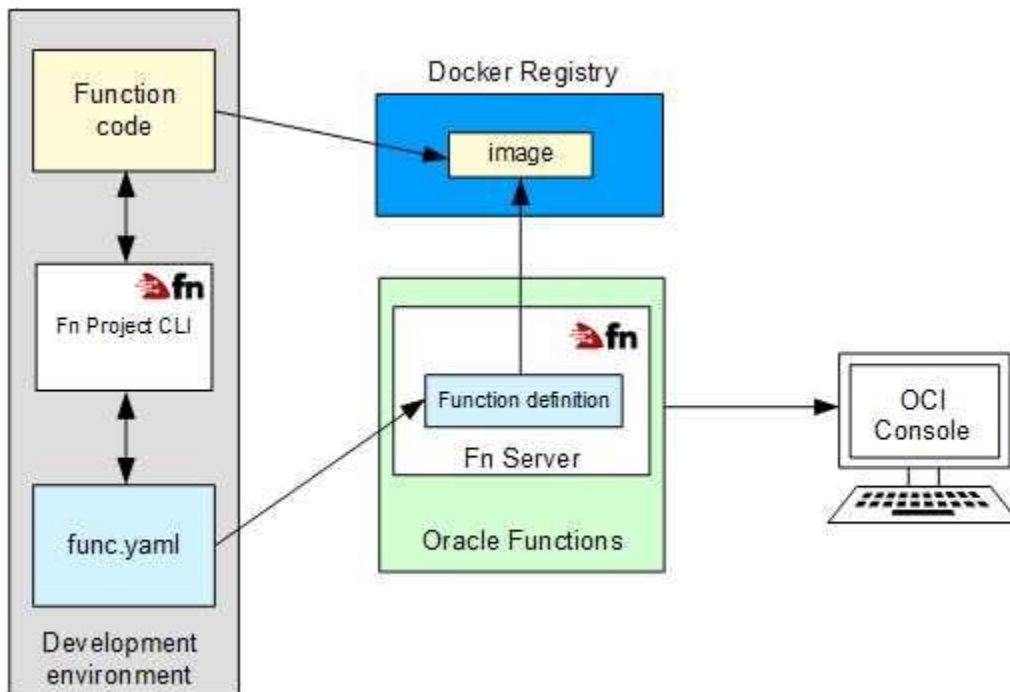 Function
code
fn
Fn Project CLI
func.yaml
Development
environment
Docker Registry
image
fn
Function definition
Fn Server
Oracle Functions
OCI
Console